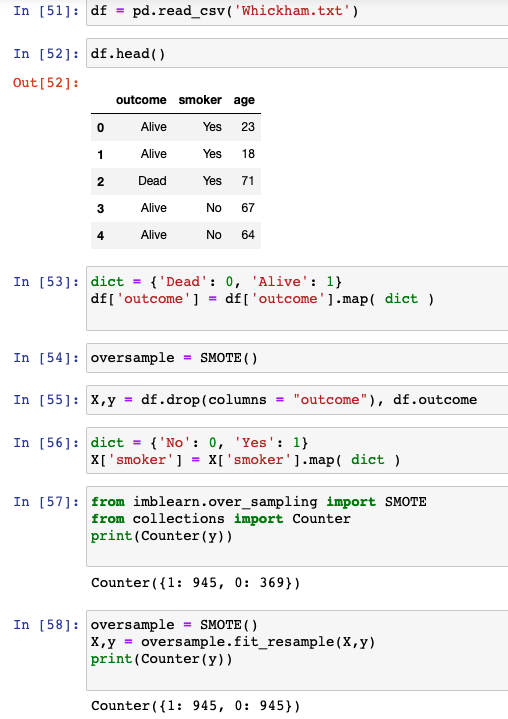 In [51]: df = pd.read_csv('Whickham.txt')
In [52]: df.head()
Out[52]:
outcome smoker age
0 Alive Yes 23
1 Alive Yes 18
2 Dead Yes 71
3 Alive No 67
4 Alive No 64
In [53]: dict = {'Dead': 0, 'Alive': 1}
df['outcome'] = df['outcome'].map( dict )
In [54]: oversample = SMOTE()
In [55]: X,y = df.drop(columns = "outcome"), df.outcome
In [56]: dict = {'No': 0, 'Yes': 1}
X['smoker'] = X['smoker'].map( dict )
In [57]: from imblearn.over_sampling import SMOTE
from collections import Counter
print(Counter(y))
Counter({1: 945, 0: 369})
In [58]: oversample = SMOTE()
X,y = oversample.fit_resample(X,y)
print(Counter(y))
Counter({1: 945, 0: 945})